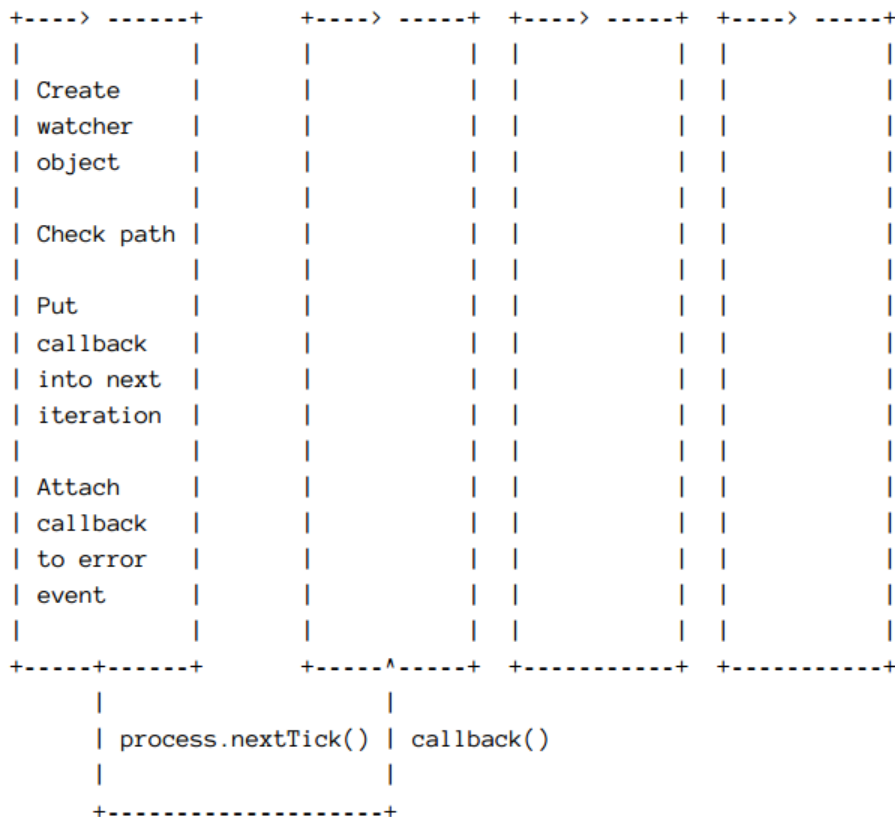 Create
watcher
object
Check path
Put
callback
into next
iteration
Attach
callback
to error
event
process.nextTick() callback()